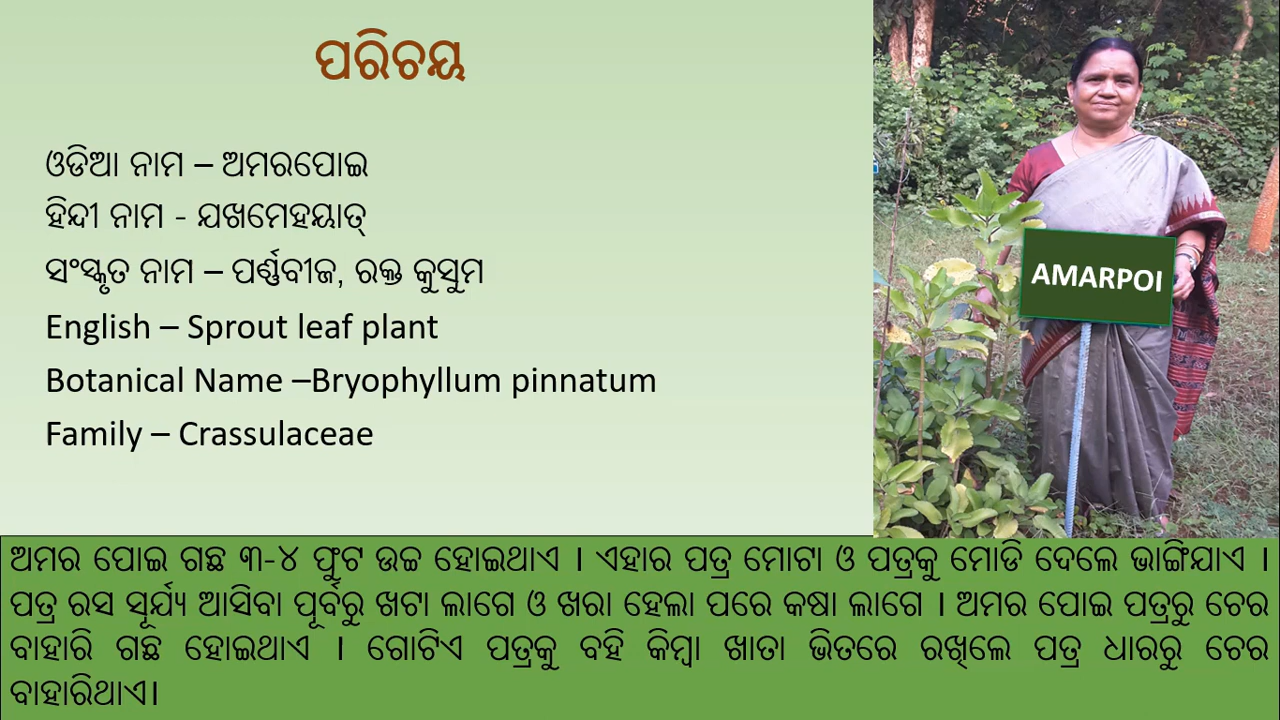 ପରିଚୟ
ଓଡିଆ ନାମ – ଅମରପୋଇ
ହିନ୍ଦୀ ନାମ - ଯଖମେହୟାତ୍
ସଂସ୍କୃତ ନାମ – ପର୍ଣ୍ଣବୀଜ, ରକ୍ତ କୁସୁମ
English – Sprout leaf plant
Botanical Name –Bryophyllum pinnatum
Family – Crassulaceae
AMARPOI
ଅମର ପୋଇ ଗଛ ୩-୪ ଫୁଟ ଉଚ୍ଚ ହୋଇଥାଏ । ଏହାର ପତ୍ର ମୋଟା ଓ ପତ୍ରକୁ ମୋଡି ଦେଲେ ଭାଙ୍ଗିଯାଏ ।
ପତ୍ର ରସ ସୂର୍ଯ୍ୟ ଆସିବା ପୂର୍ବରୁ ଖଟା ଲାଗେ ଓ ଖରା ହେଲା ପରେ କଷା ଲାଗେ । ଅମର ପୋଇ ପତ୍ରରୁ ଚେର
ବାହାରି ଗଛ ହୋଇଥାଏ । ଗୋଟିଏ ପତ୍ରକୁ ବହି କିମ୍ବା ଖାତା ଭିତରେ ରଖିଲେ ପତ୍ର ଧାରରୁ ଚେର
ବାହାରିଥାଏ।